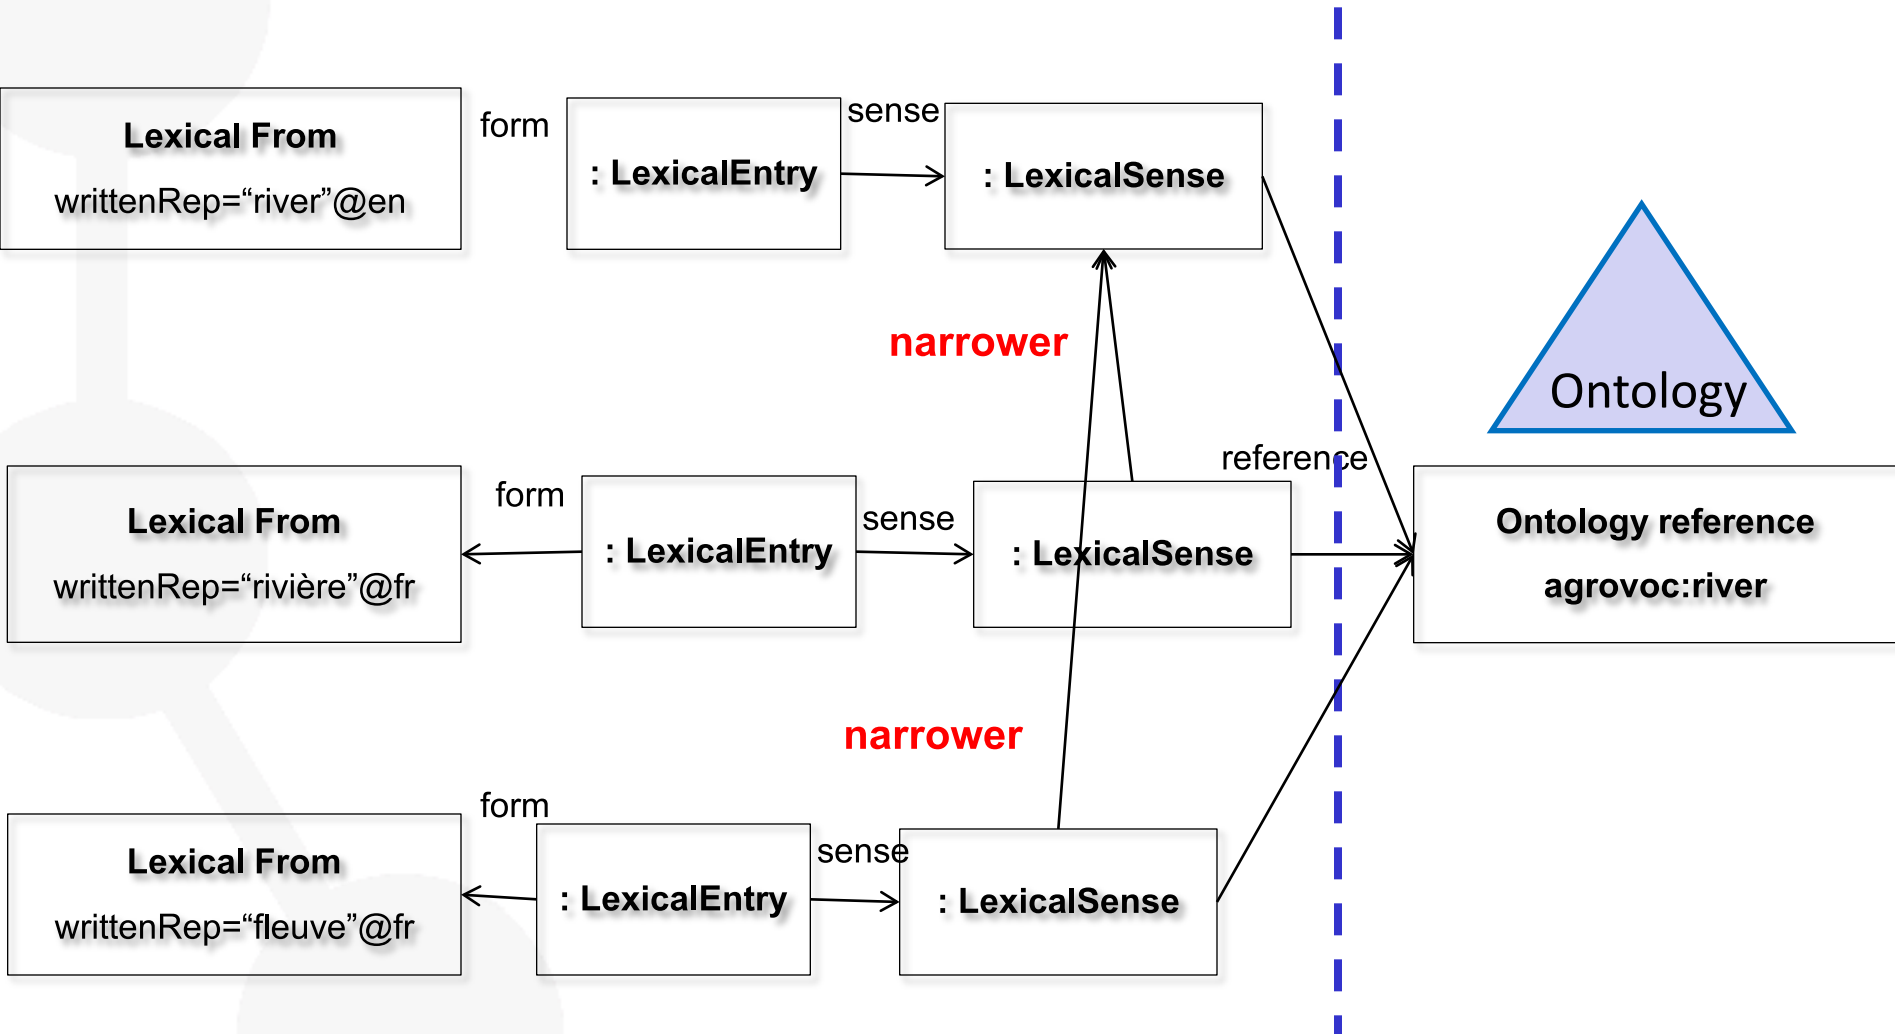 Lexical From
writtenRep=“river”@en
form
: LexicalEntry
sense
: LexicalSense
narrower
Ontology
reference
Lexical From
writtenRep=“rivière”@fr
form
: LexicalEntry
sense
: LexicalSense
Ontology reference
agrovoc:river
narrower
Lexical From
writtenRep=“fleuve”@fr
form
: LexicalEntry
sense
: LexicalSense